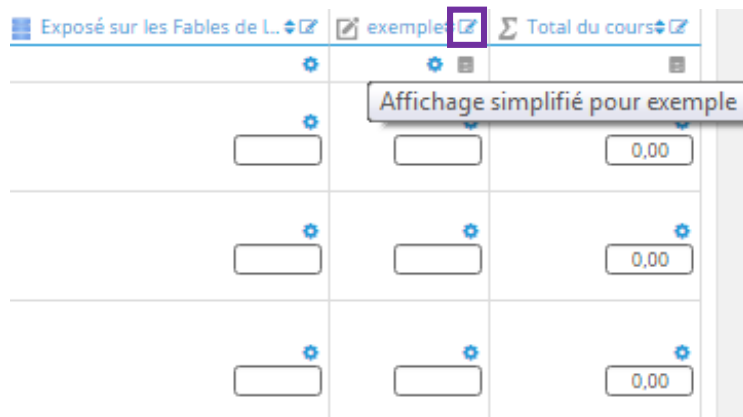 Exposé sur les Fables de l... exemple Total du cours
Affichage simplifié pour exemple
0,00
0,00
0,00